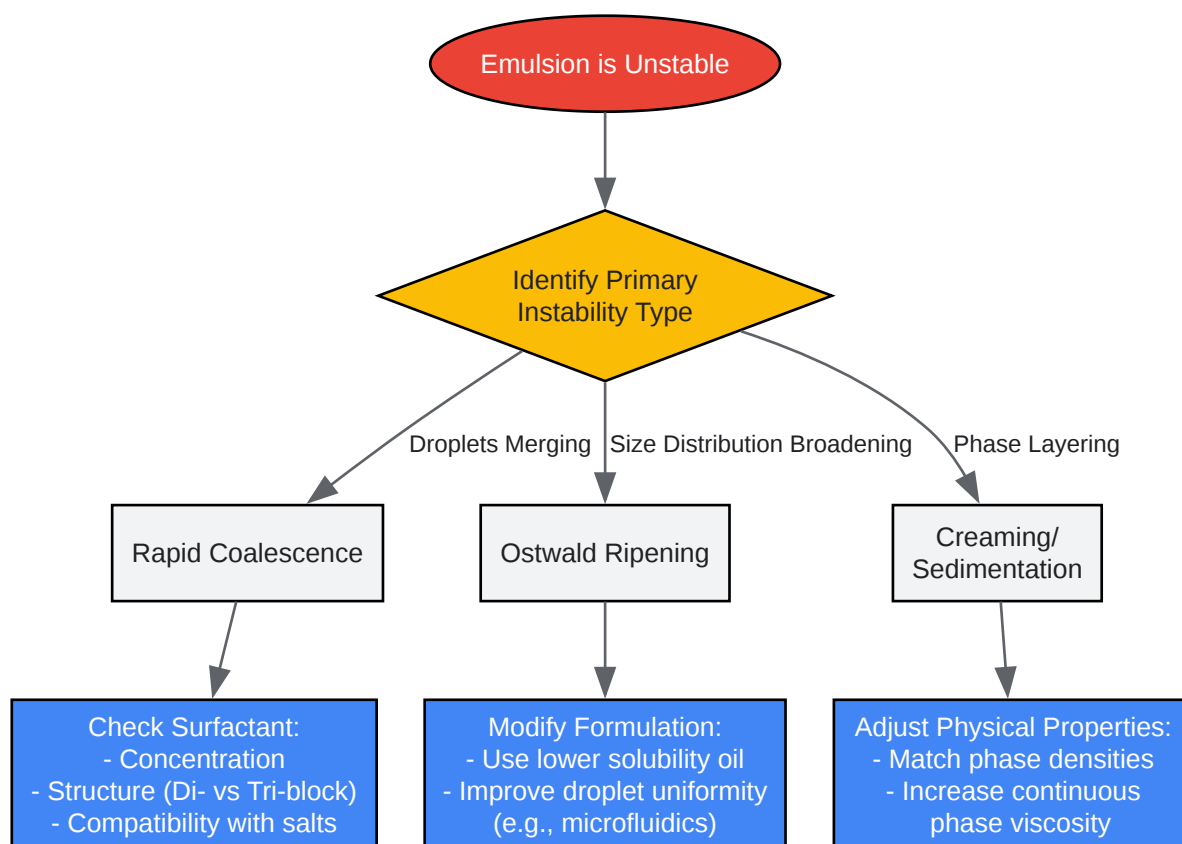 Emulsion is Unstable
Identify Primary
Instability Type
Droplets Merging
Size Distribution Broadening
Phase Layering
Rapid Coalescence
Ostwald Ripening
Creaming/
Sedimentation
Check Surfactant:
- Concentration
- Structure (Di- vs Tri-block)
- Compatibility with salts
Modify Formulation:
- Use lower solubility oil
- Improve droplet uniformity
(e.g., microfluidics)
Adjust Physical Properties:
- Match phase densities
- Increase continuous
phase viscosity